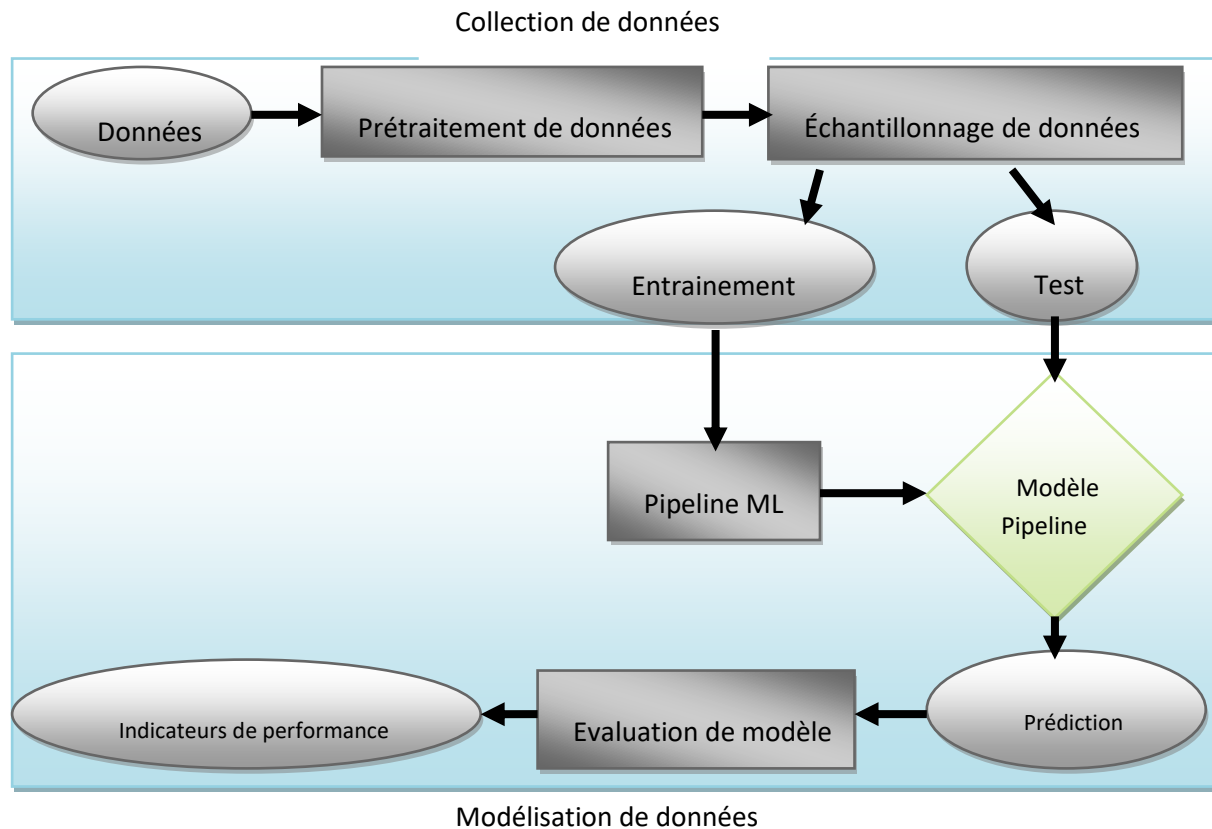 Collection de données
Données
Prétraitement de données
Échantillonnage de données
Entrainement
Test
Pipeline ML
Modèle
Pipeline
Indicateurs de performance
Evaluation de modèle
Prédiction
Modélisation de données